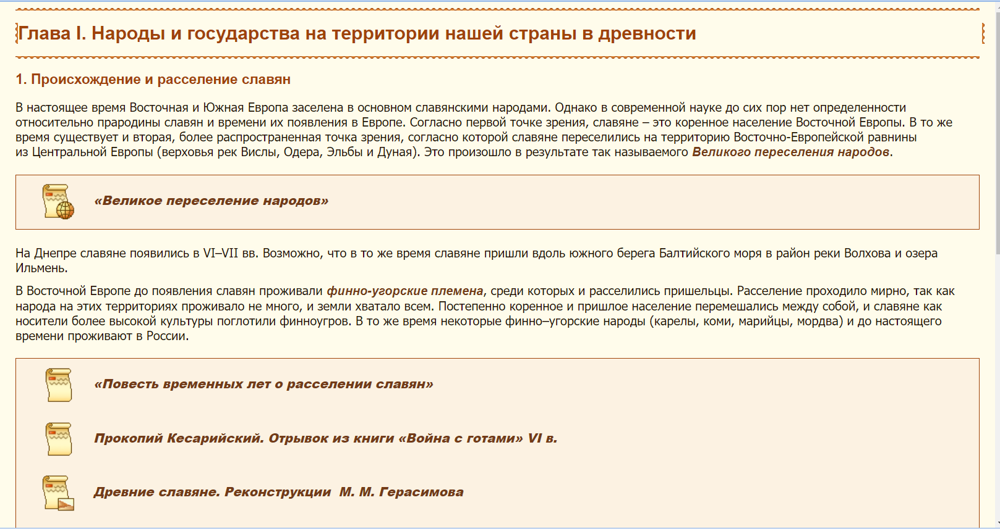 Глава I. Народы и государства на территории нашей страны в древности
1. Происхождение и расселение славян
В настоящее время Восточная и Южная Европа заселена в основном славянскими народами. Однако в современной науке до сих пор нет определенности
относительно прародины славян и времени их появления в Европе. Согласно первой точке зрения, славяне – это коренное население Восточной Европы. В то же
время существует и вторая, более распространенная точка зрения, согласно которой славяне переселились на территорию Восточно-Европейской равнины
из Центральной Европы (верховья рек Вислы, Одера, Эльбы и Дуная). Это произошло в результате так называемого Великого переселения народов.
«Великое переселение народов»
На Днепре славяне появились в VI–VII вв. Возможно, что в то же время славяне пришли вдоль южного берега Балтийского моря в район реки Волхова и озера
Ильмень.
В Восточной Европе до появления славян проживали финно-угорские племена, среди которых и расселились пришельцы. Расселение проходило мирно, так как
народа на этих территориях проживало не много, и земли хватало всем. Постепенно коренное и пришлое население перемешались между собой, и славяне как
носители более высокой культуры поглотили финноугров. В то же время некоторые финно–угорские народы (карелы, коми, марийцы, мордва) и до настоящего
времени проживают в России.
«Повесть временных лет о расселении славян»
Прокопий Кесарийский. Отрывок из книги «Война с готами» VI в.
Древние славяне. Реконструкции М. М. Герасимова